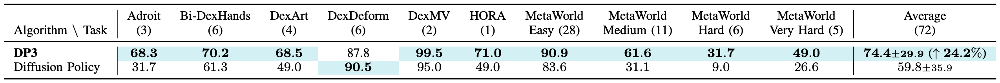 Algorithm \ Task Adroit (3) Bi-DexHands (6) DexArt (4) DexDeform (6) DexMV (2) HORA (1) MetaWorld Easy (28) MetaWorld Medium (11) MetaWorld Hard (6) MetaWorld Very Hard (5) Average (72)
DP3 68.3 70.2 68.5 87.8 99.5 71.0 90.9 61.6 31.7 49.0 74.4±29.9 (↑ 24.2%)
Diffusion Policy 31.7 61.3 49.0 90.5 95.0 49.0 83.6 31.1 9.0 26.6 59.8±35.9